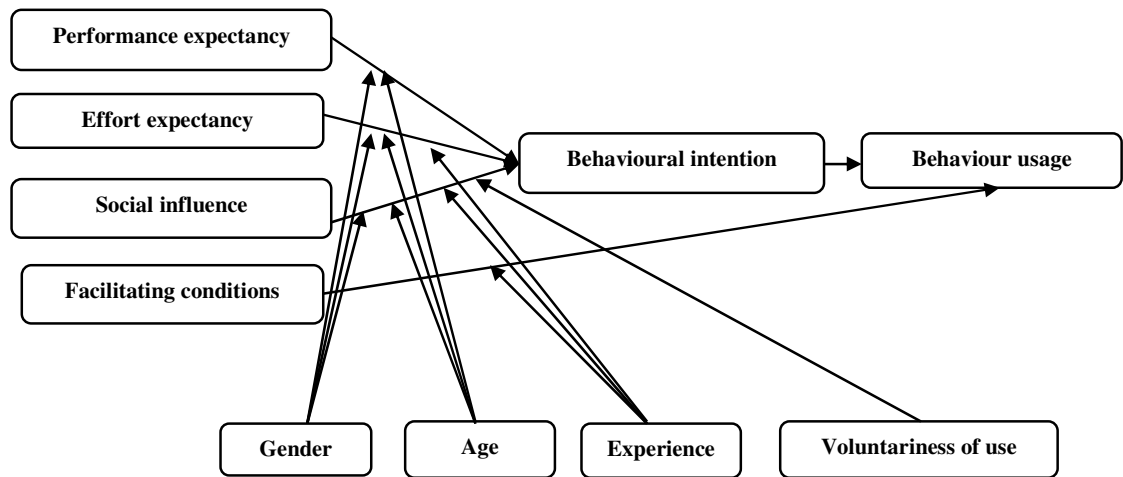 Performance expectancy
Effort expectancy
Behavioural intention
Behaviour usage
Social influence
Facilitating conditions
Gender
Age
Experience
Voluntariness of use